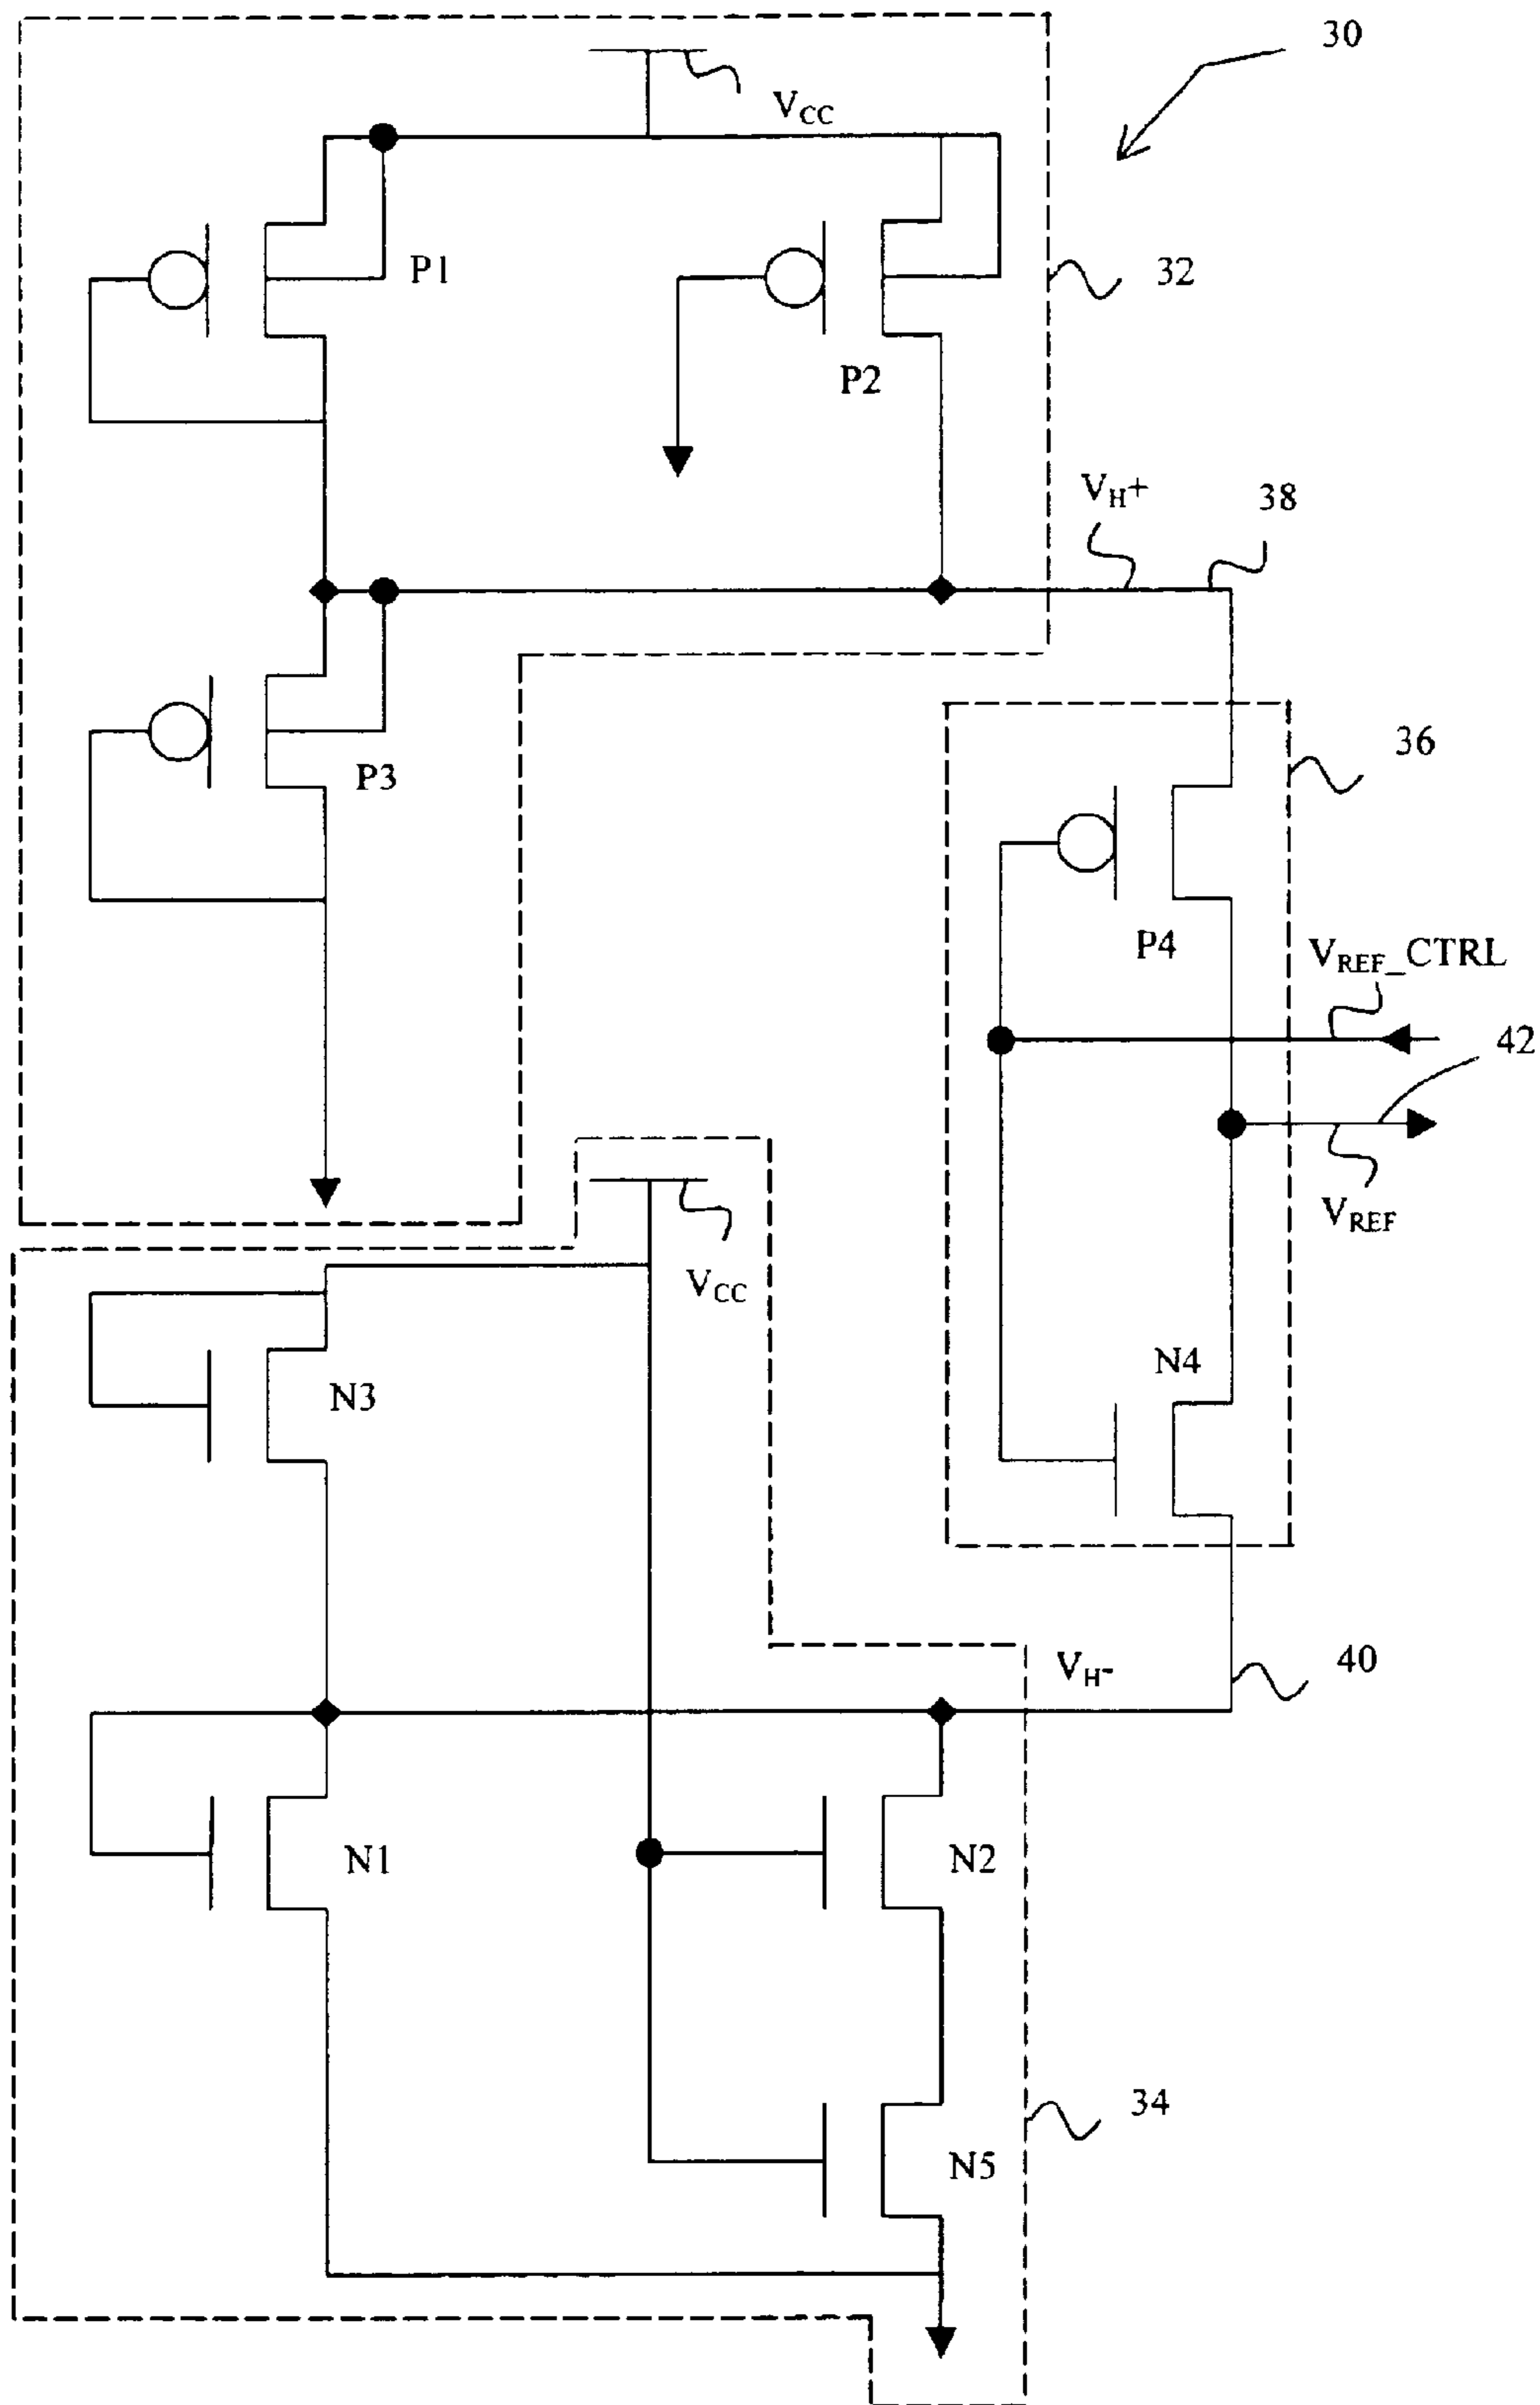 30
VCC
P1
32
P2
VH+
38
36
P3
P4
VREF_CTRL
42
VREF
VCC
N4
N3
VH-
40
N1
N2
34
N5